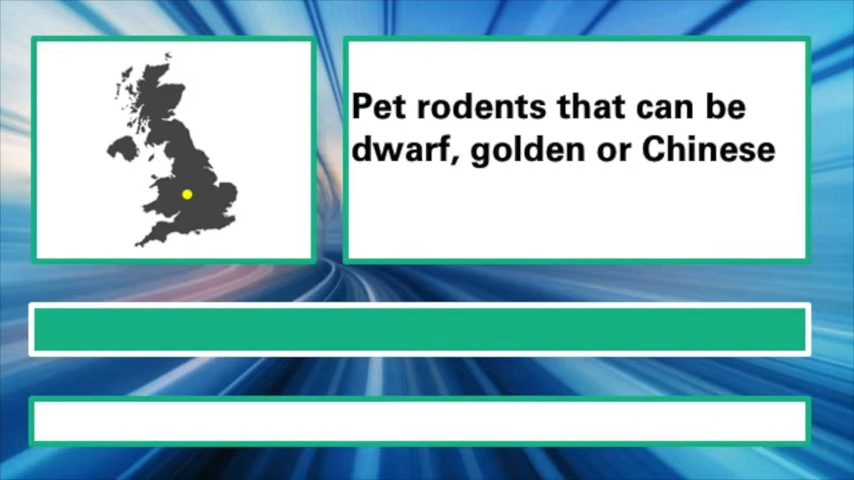 Pet rodents that can be
dwarf, golden or Chinese